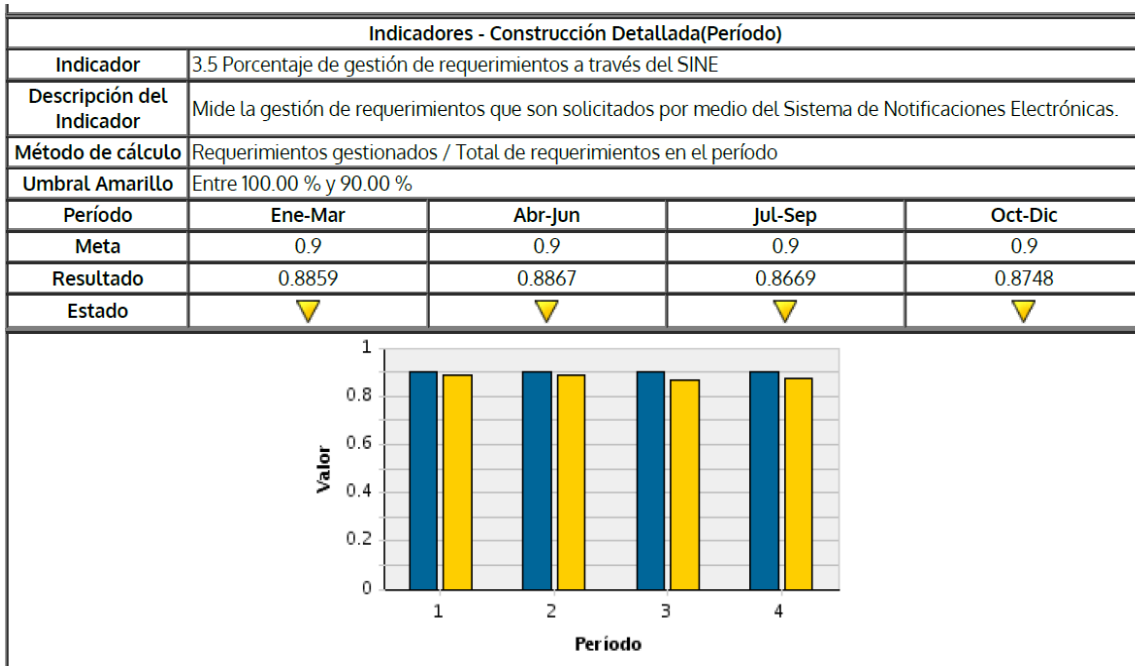 Indicadores - Construcción Detallada(Período)
Indicador 3.5 Porcentaje de gestión de requerimientos a través del SINE
Descripción del Indicador Mide la gestión de requerimientos que son solicitados por medio del Sistema de Notificaciones Electrónicas.
Método de cálculo Requerimientos gestionados / Total de requerimientos en el período
Umbral Amarillo Entre 100.00 % y 90.00 %
Período Ene-Mar Abr-Jun Jul-Sep Oct-Dic
Meta 0.9 0.9 0.9 0.9
Resultado 0.8859 0.8867 0.8669 0.8748
Estado
1
0.8
0.6
0.4
0.2
0
Valor
1 2 3 4
Período